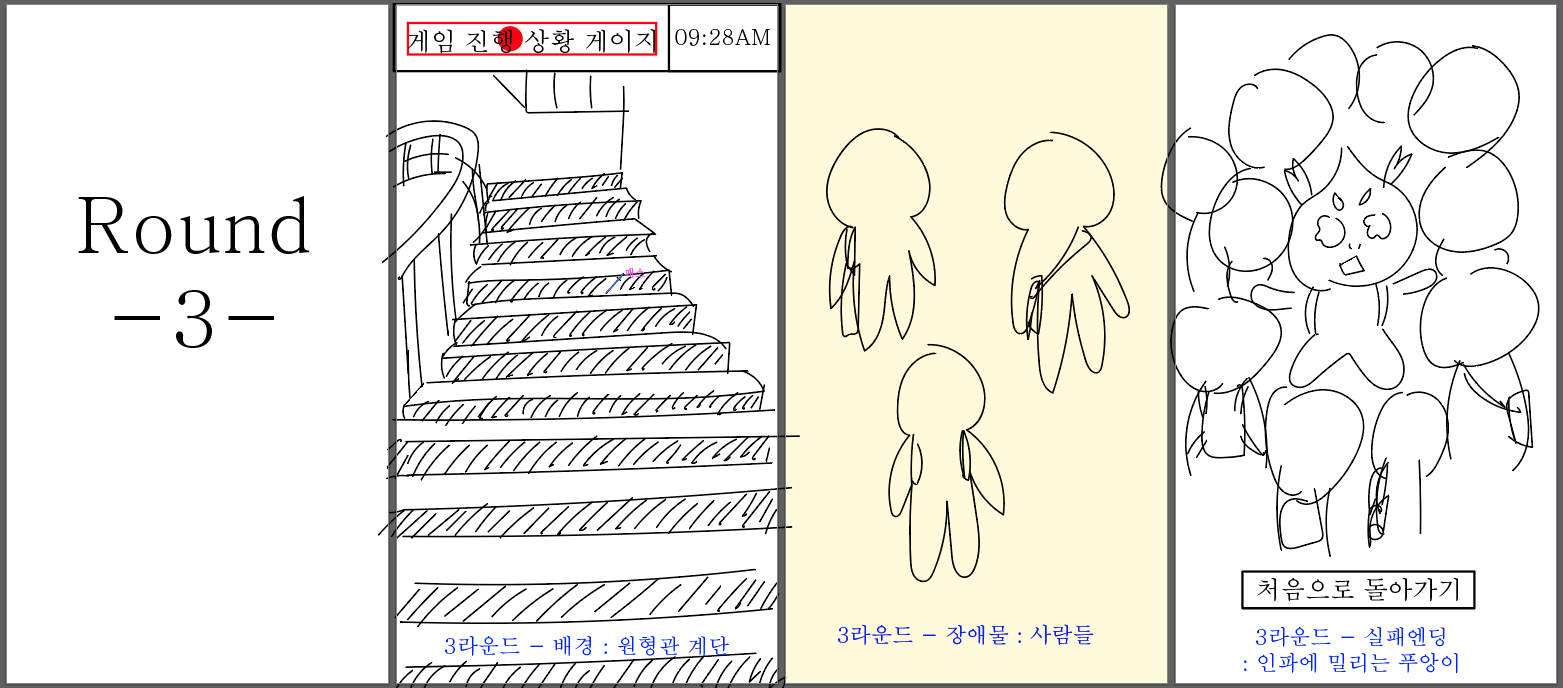 Round
-3-
게임 진행 상황 게이지
09:28AM
3라운드 - 배경 : 원형관 계단
3라운드 - 장애물 : 사람들
처음으로 돌아가기
3라운드 - 실패엔딩
: 인파에 밀리는 푸앙이